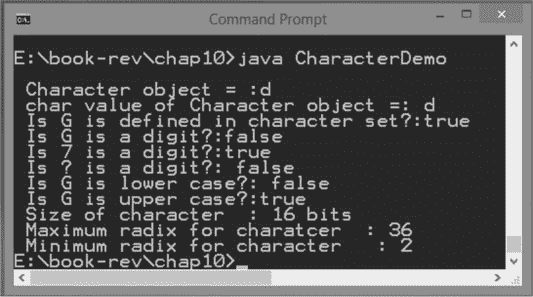 Command Prompt
E:\book-rev\chap10>java CharacterDemo
Character object = :d
char value of Character object =: d
Is G is defined in character set?:true
Is G is a digit?:false
Is 7 is a digit?:true
Is ? is a digit?: false
Is G is lower case?: false
Is G is upper case?:true
Size of character : 16 bits
Maximum radix for charatcer : 36
Minimum radix for character : 2
E:\book-rev\chap10>